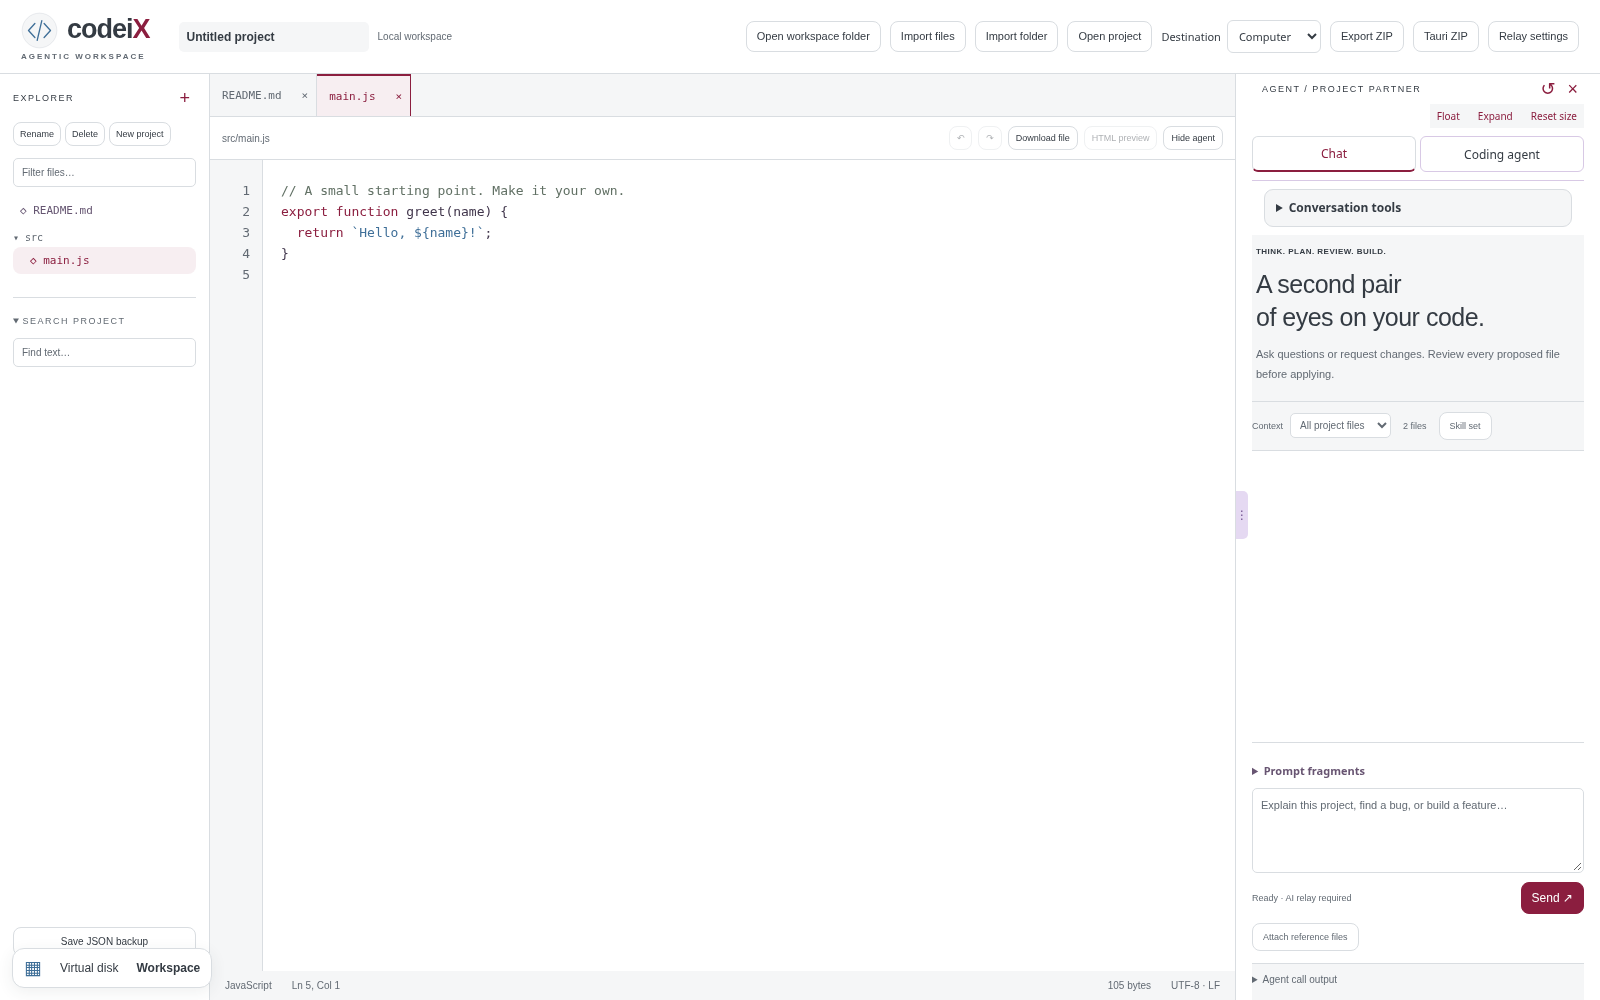 codeiX
AGENTIC WORKSPACE
Untitled project
Local workspace
Open workspace folder
Import files
Import folder
Open project
Destination
Computer
Export ZIP
Tauri ZIP
Relay settings
EXPLORER +
Rename
Delete
New project
Filter files…
◇ README.md
▾ src
◇ main.js
▼ SEARCH PROJECT
Find text…
Save JSON backup
Virtual disk
Workspace
README.md ×
main.js ×
src/main.js
↶
↷
Download file
HTML preview
Hide agent
1 // A small starting point. Make it your own.
2 export function greet(name) {
3 return `Hello, ${name}!`;
4 }
5
JavaScript
Ln 5, Col 1
105 bytes
UTF-8 · LF
AGENT / PROJECT PARTNER ↺ ×
Float
Expand
Reset size
Chat
Coding agent
▶ Conversation tools
THINK. PLAN. REVIEW. BUILD.
A second pair
of eyes on your code.
Ask questions or request changes. Review every proposed file
before applying.
Context
All project files
2 files
Skill set
⋮
▶ Prompt fragments
Explain this project, find a bug, or build a feature…
Ready · AI relay required
Send ↗
Attach reference files
▶ Agent call output